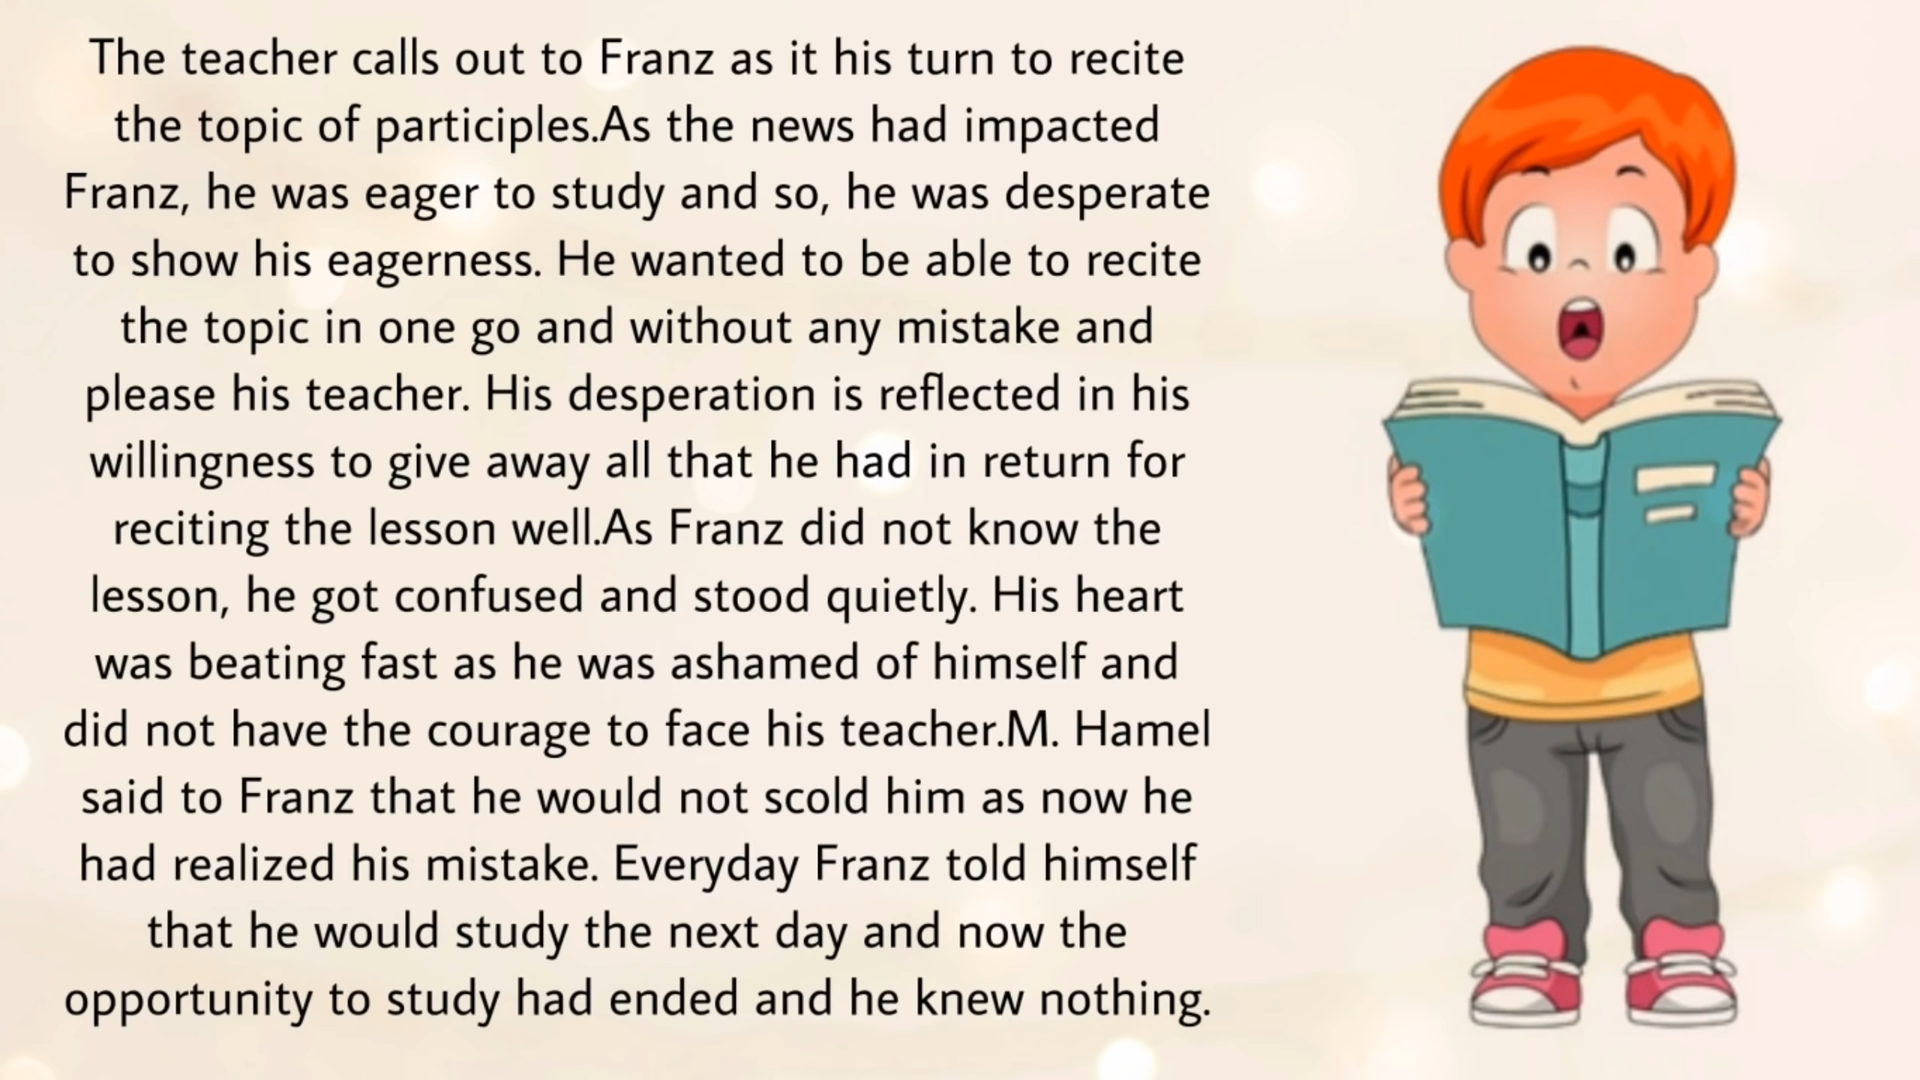 The teacher calls out to Franz as it his turn to recite
the topic of participles.As the news had impacted
Franz, he was eager to study and so, he was desperate
to show his eagerness. He wanted to be able to recite
the topic in one go and without any mistake and
please his teacher. His desperation is reflected in his
willingness to give away all that he had in return for
reciting the lesson well.As Franz did not know the
lesson, he got confused and stood quietly. His heart
was beating fast as he was ashamed of himself and
did not have the courage to face his teacher.M. Hamel
said to Franz that he would not scold him as now he
had realized his mistake. Everyday Franz told himself
that he would study the next day and now the
opportunity to study had ended and he knew nothing.